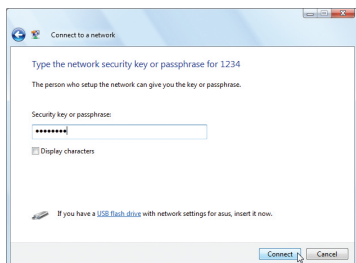 Connect to a network
Type the network security key or passphrase for 1234
The person who setup the network can give you the key or passphrase.
Security key or passphrase:
••••••••
Display characters
If you have a USB flash drive with network settings for asus, insert it now.
Connect Cancel